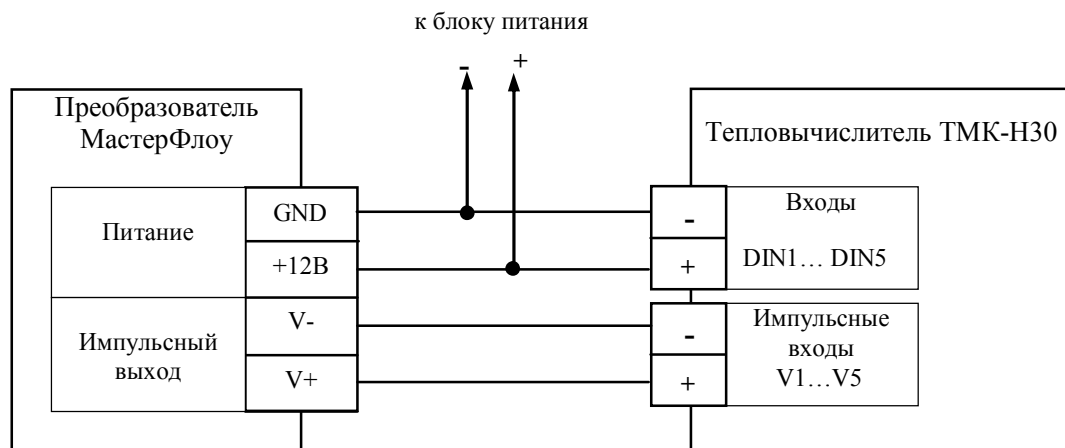 к блоку питания
- +
Преобразователь
МастерФлоу
Тепловычислитель ТМК-Н30
Питание
GND
+12В
-
+
Входы
DIN1... DIN5
Импульсный
выход
V-
V+
-
+
Импульсные
входы
V1...V5